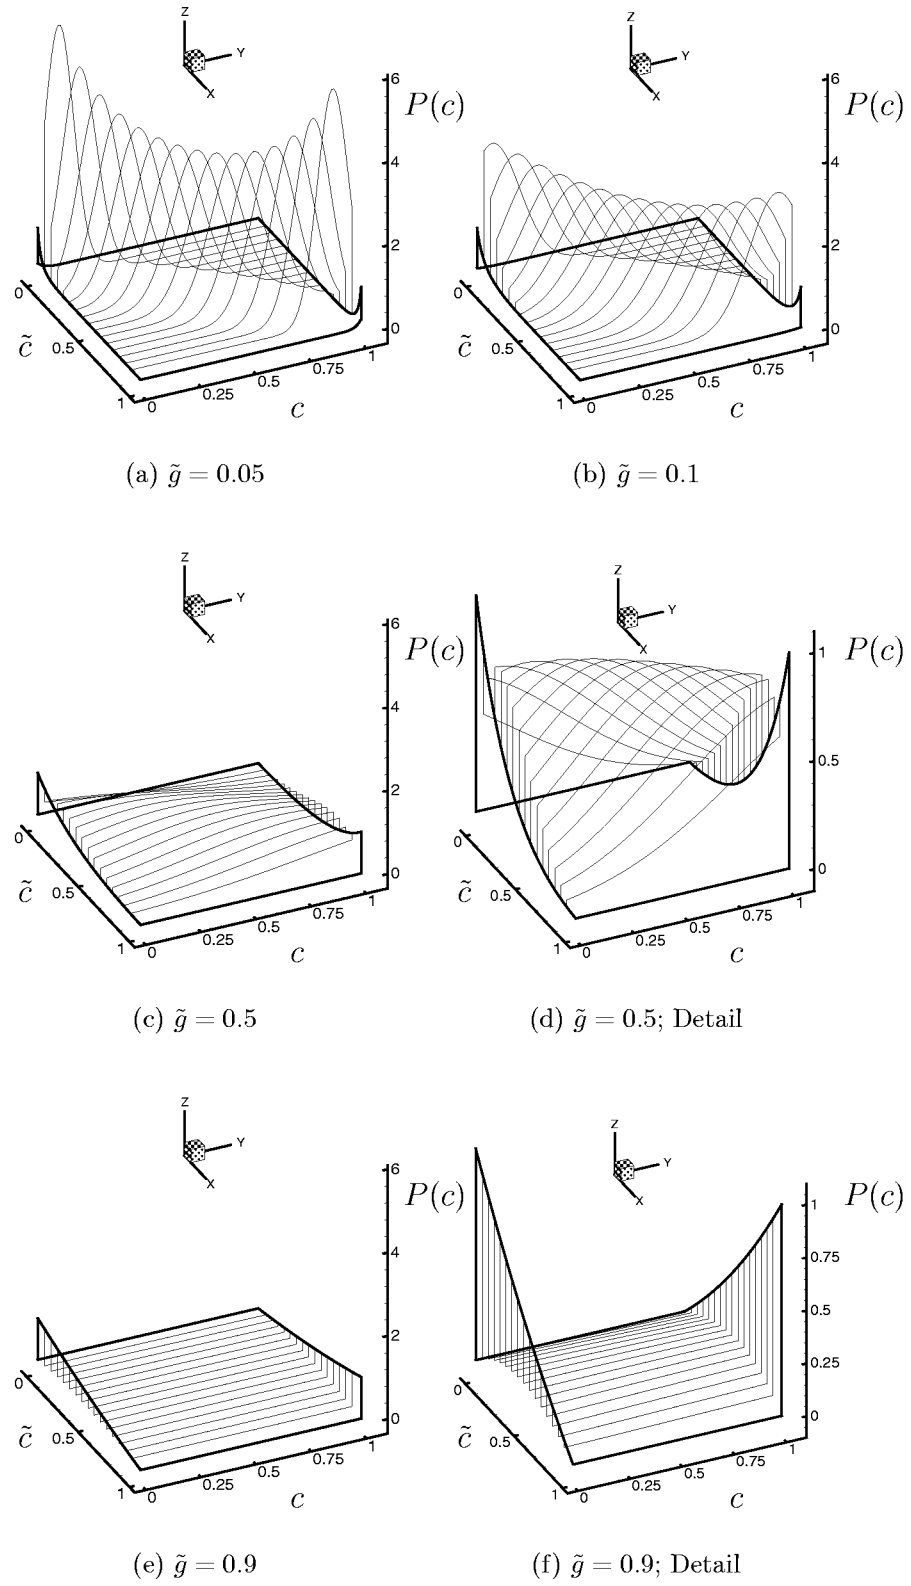 Z
Y
X
6
P(c)
4
2
0
0
0.5
1
c̃
0
0.25
0.5
0.75
1
c
(a) g̃ = 0.05
Z
Y
X
6
P(c)
4
2
0
0
0.5
1
c̃
0
0.25
0.5
0.75
1
c
(b) g̃ = 0.1
Z
Y
X
6
P(c)
4
2
0
0
0.5
1
c̃
0
0.25
0.5
0.75
1
c
(c) g̃ = 0.5
Z
Y
X
P(c)
1
0.5
0
0
0.5
1
c̃
0
0.25
0.5
0.75
1
c
(d) g̃ = 0.5; Detail
Z
Y
X
6
P(c)
4
2
0
0
0.5
1
c̃
0
0.25
0.5
0.75
1
c
(e) g̃ = 0.9
Z
Y
X
P(c)
1
0.75
0.5
0.25
0
0
0.5
1
c̃
0
0.25
0.5
0.75
1
c
(f) g̃ = 0.9; Detail